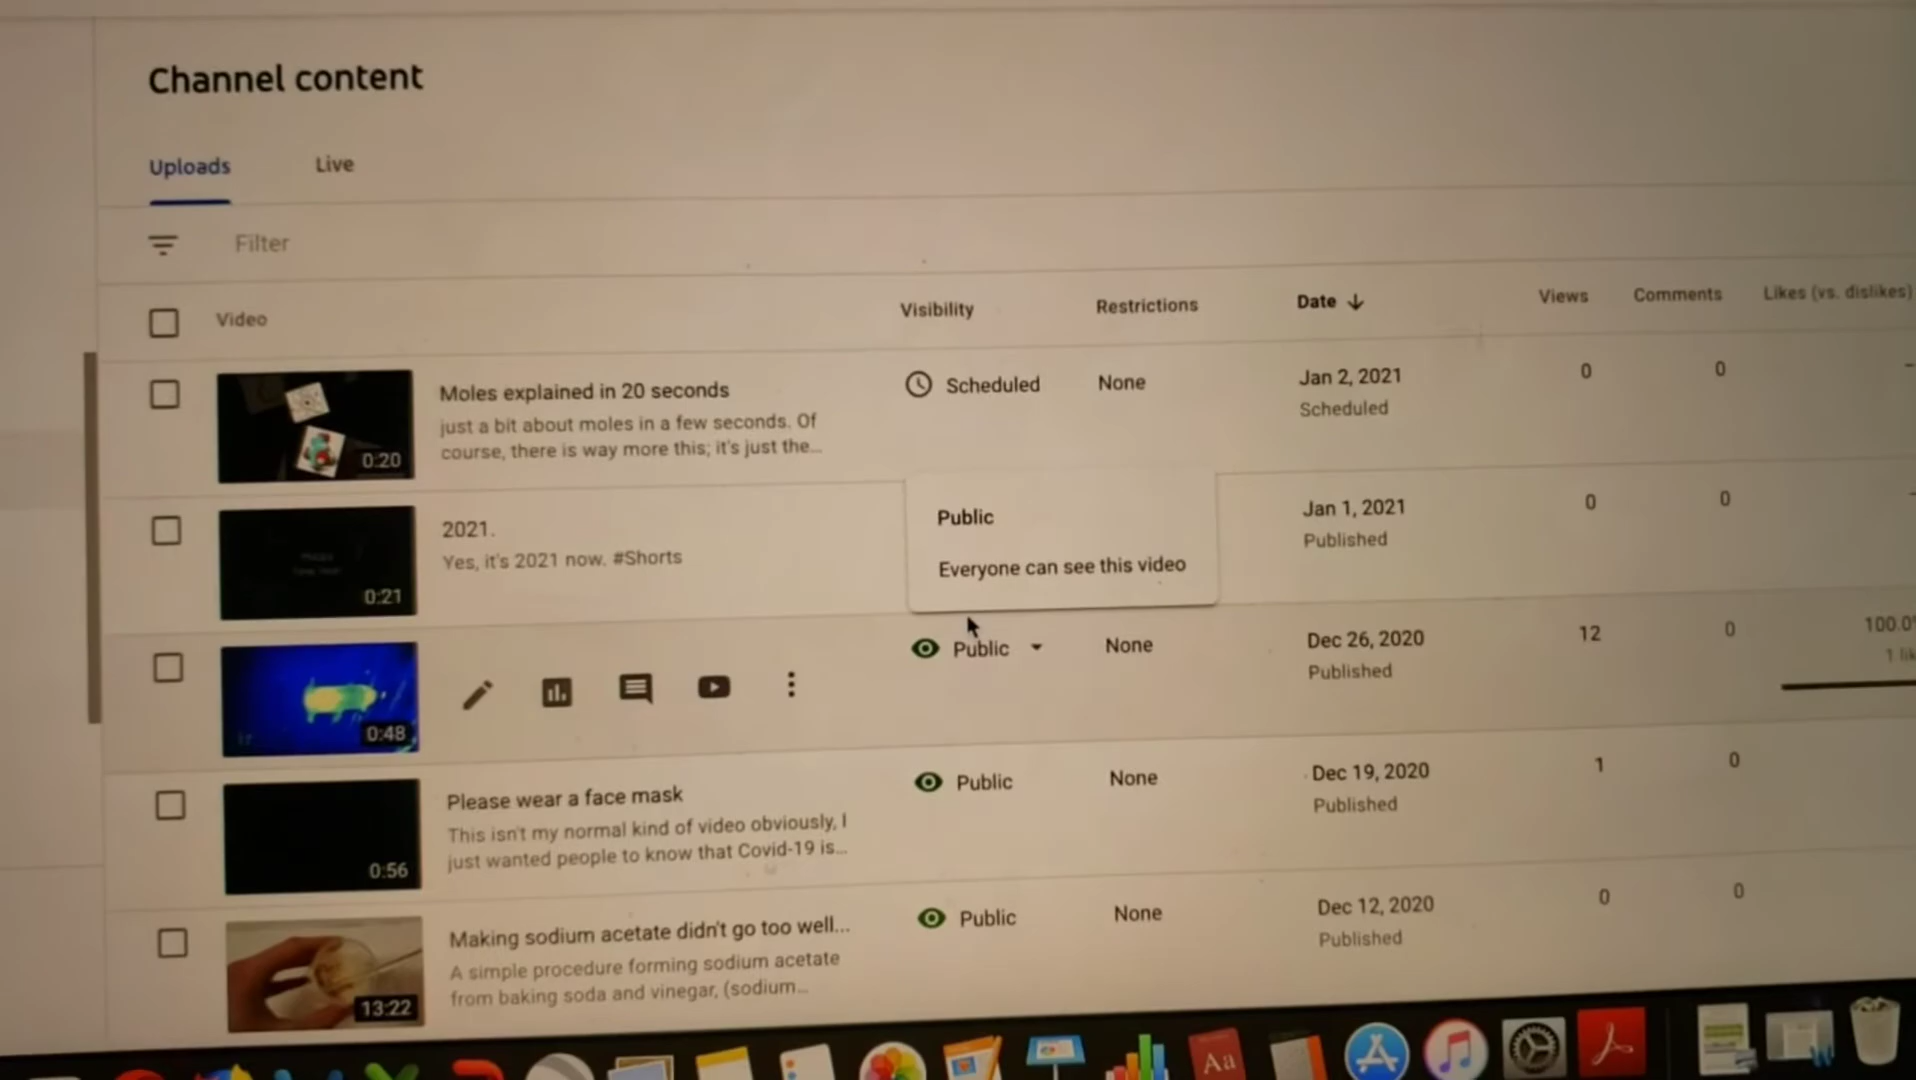 Channel content
Uploads Live
Filter
Video Visibility Restrictions Date Views Comments Likes (vs. dislikes)
Moles explained in 20 seconds Scheduled None Jan 2, 2021 0 0
just a bit about moles in a few seconds. Of Scheduled
course, there is way more this; it's just the...
0:20
2021. Public Jan 1, 2021 0 0
Yes, it's 2021 now. #Shorts Everyone can see this video Published
0:21
Public None Dec 26, 2020 12 0 100.0%
Published 1 lik
0:48
Please wear a face mask Public None Dec 19, 2020 1 0
This isn't my normal kind of video obviously, I Published
just wanted people to know that Covid-19 is...
0:56
Making sodium acetate didn't go too well... Public None Dec 12, 2020 0 0
A simple procedure forming sodium acetate Published
from baking soda and vinegar, (sodium...
13:22
Aa